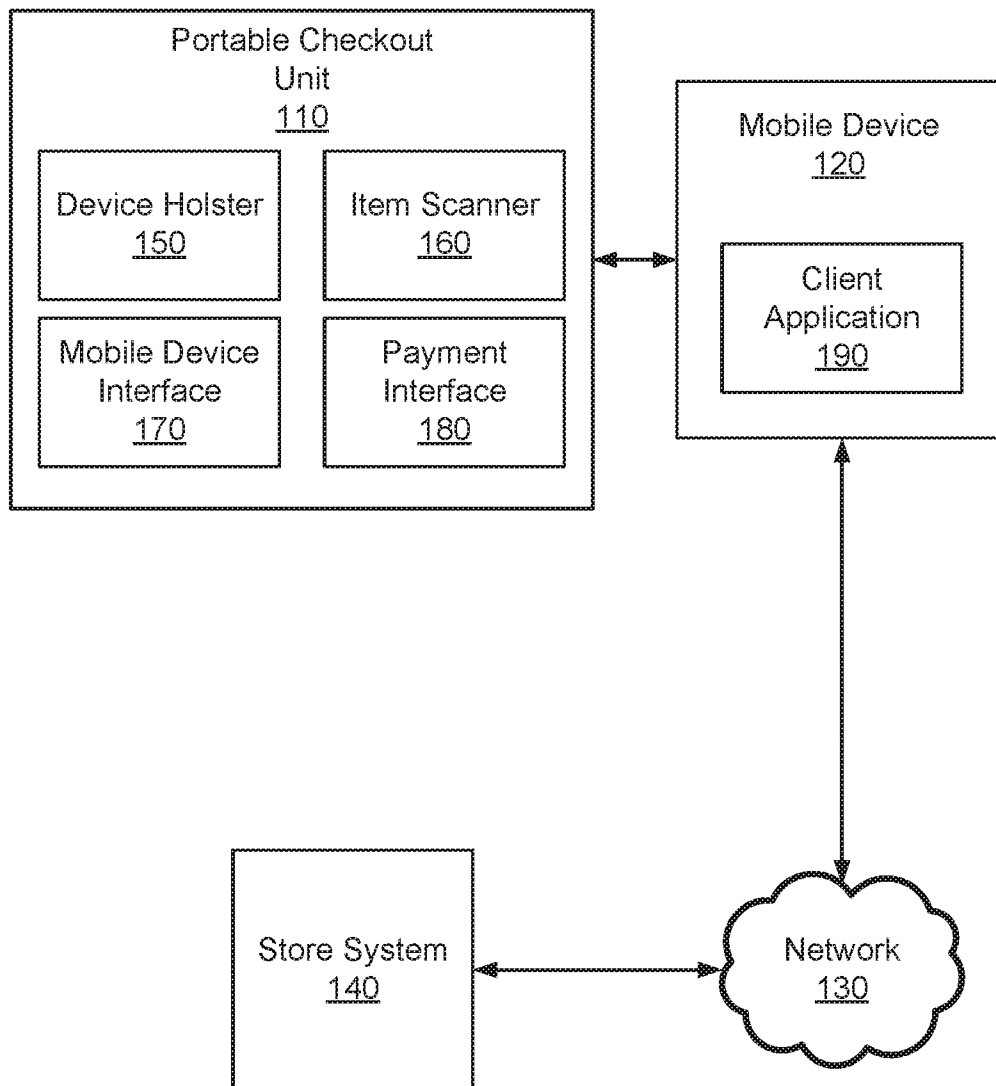 Portable Checkout
Unit
110
Device Holster
150
Item Scanner
160
Mobile Device
Interface
170
Payment
Interface
180
Mobile Device
120
Client
Application
190
Store System
140
Network
130